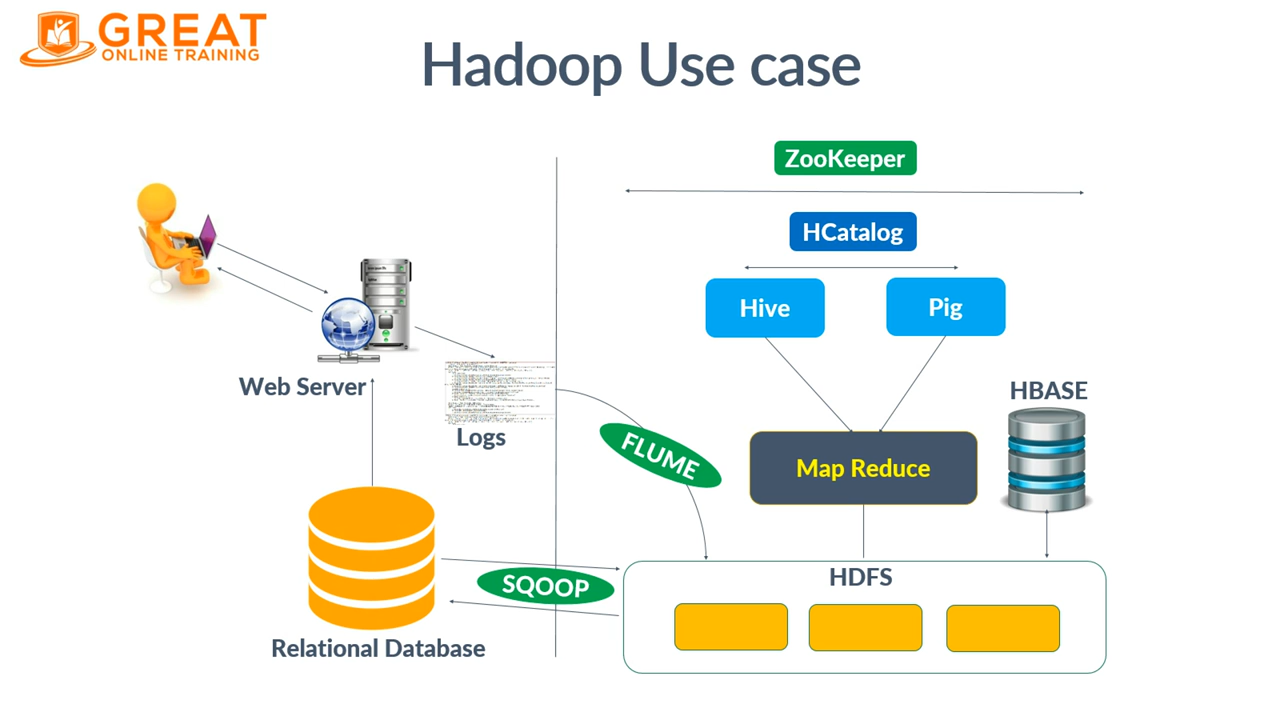 GREAT
ONLINE TRAINING
Hadoop Use case
ZooKeeper
HCatalog
Hive
Pig
Web Server
HBASE
Logs
FLUME
Map Reduce
SQOOP
HDFS
Relational Database